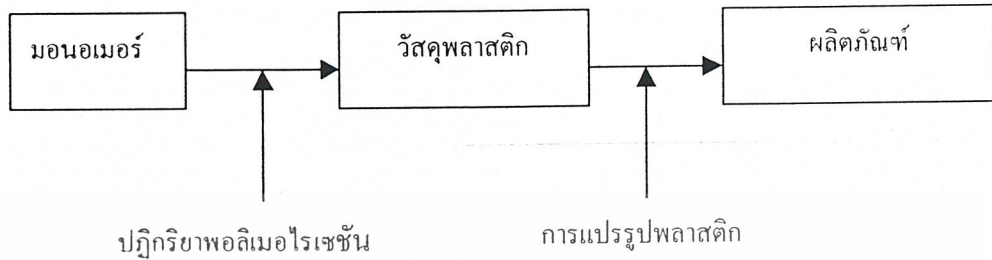 มอนอเมอร์
วัสดุพลาสติก
ผลิตภัณฑ์
ปฏิกริยาพอลิเมอไรเซชัน
การแปรรูปพลาสติก